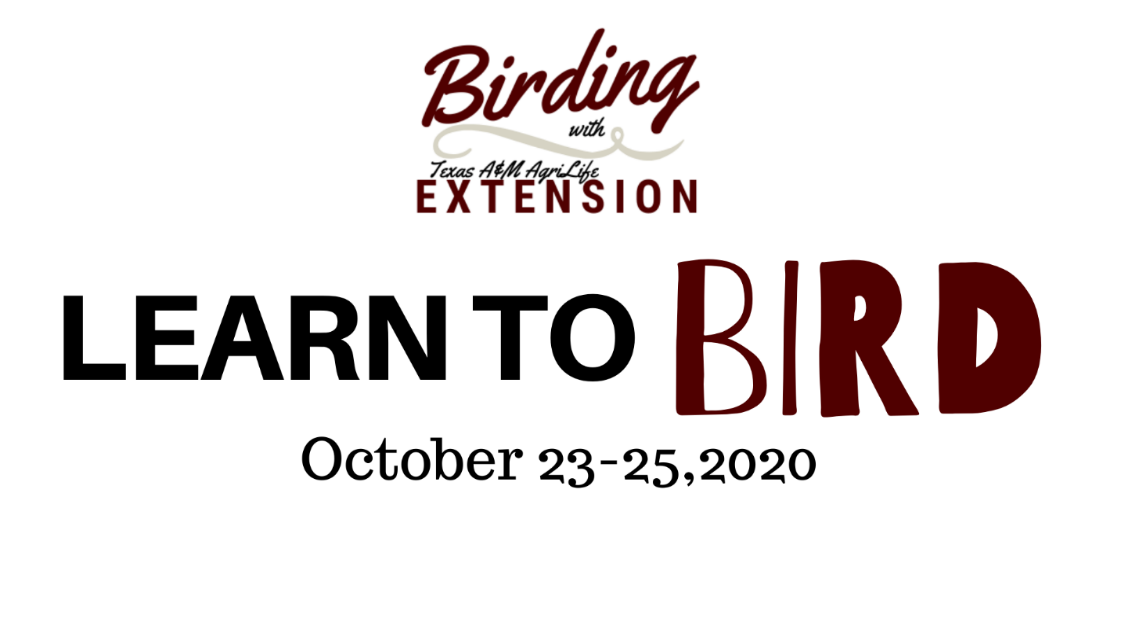 Birding
with
Texas A&M AgriLife
EXTENSION
LEARN TO BIRD
October 23-25,2020